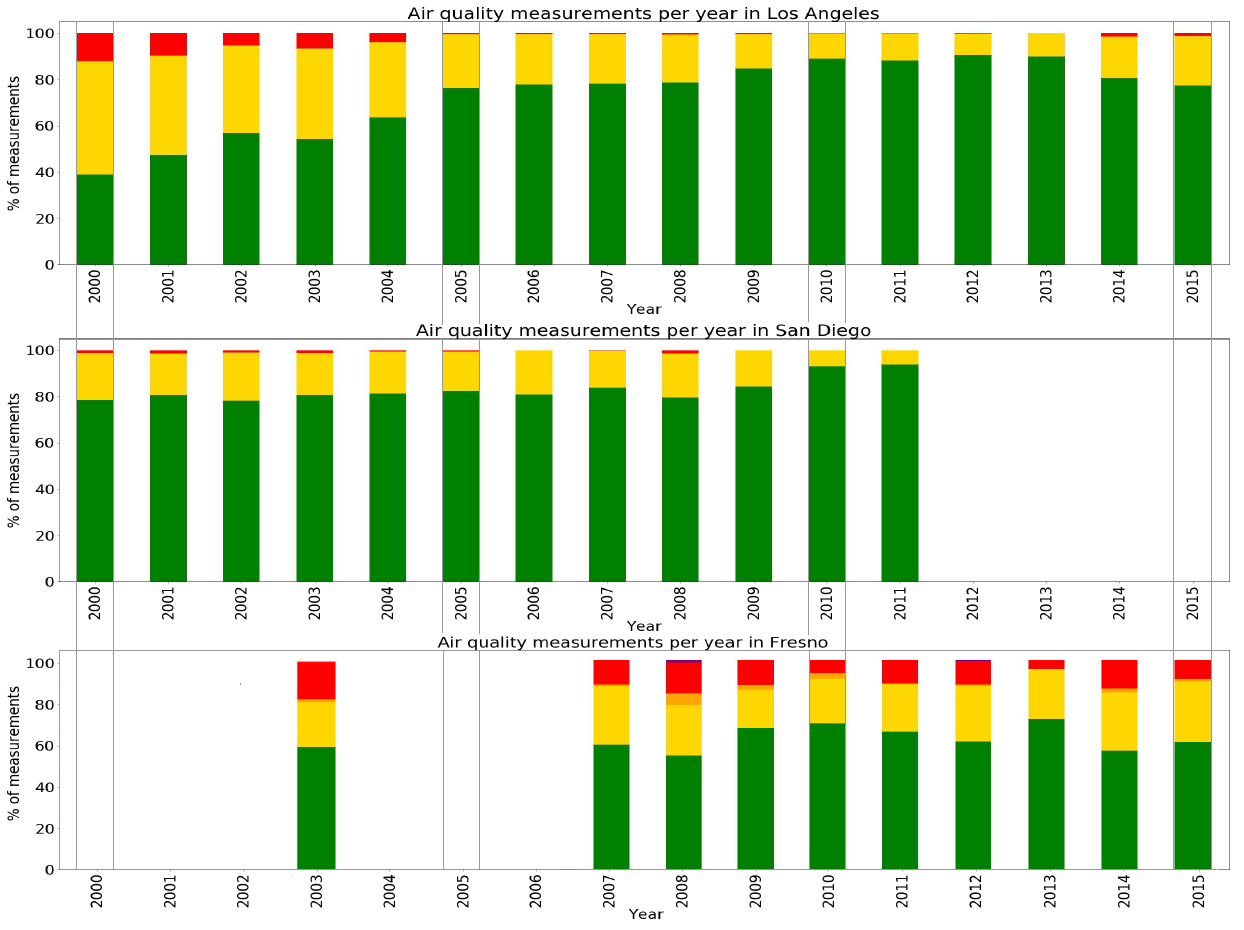 Air quality measurements per year in Los Angeles
% of measurements
100
80
60
40
20
0
2000 2001 2002 2003 2004 2005 2006 2007 2008 2009 2010 2011 2012 2013 2014 2015
Year
Air quality measurements per year in San Diego
% of measurements
100
80
60
40
20
0
2000 2001 2002 2003 2004 2005 2006 2007 2008 2009 2010 2011 2012 2013 2014 2015
Year
Air quality measurements per year in Fresno
% of measurements
100
80
60
40
20
0
2000 2001 2002 2003 2004 2005 2006 2007 2008 2009 2010 2011 2012 2013 2014 2015
Year